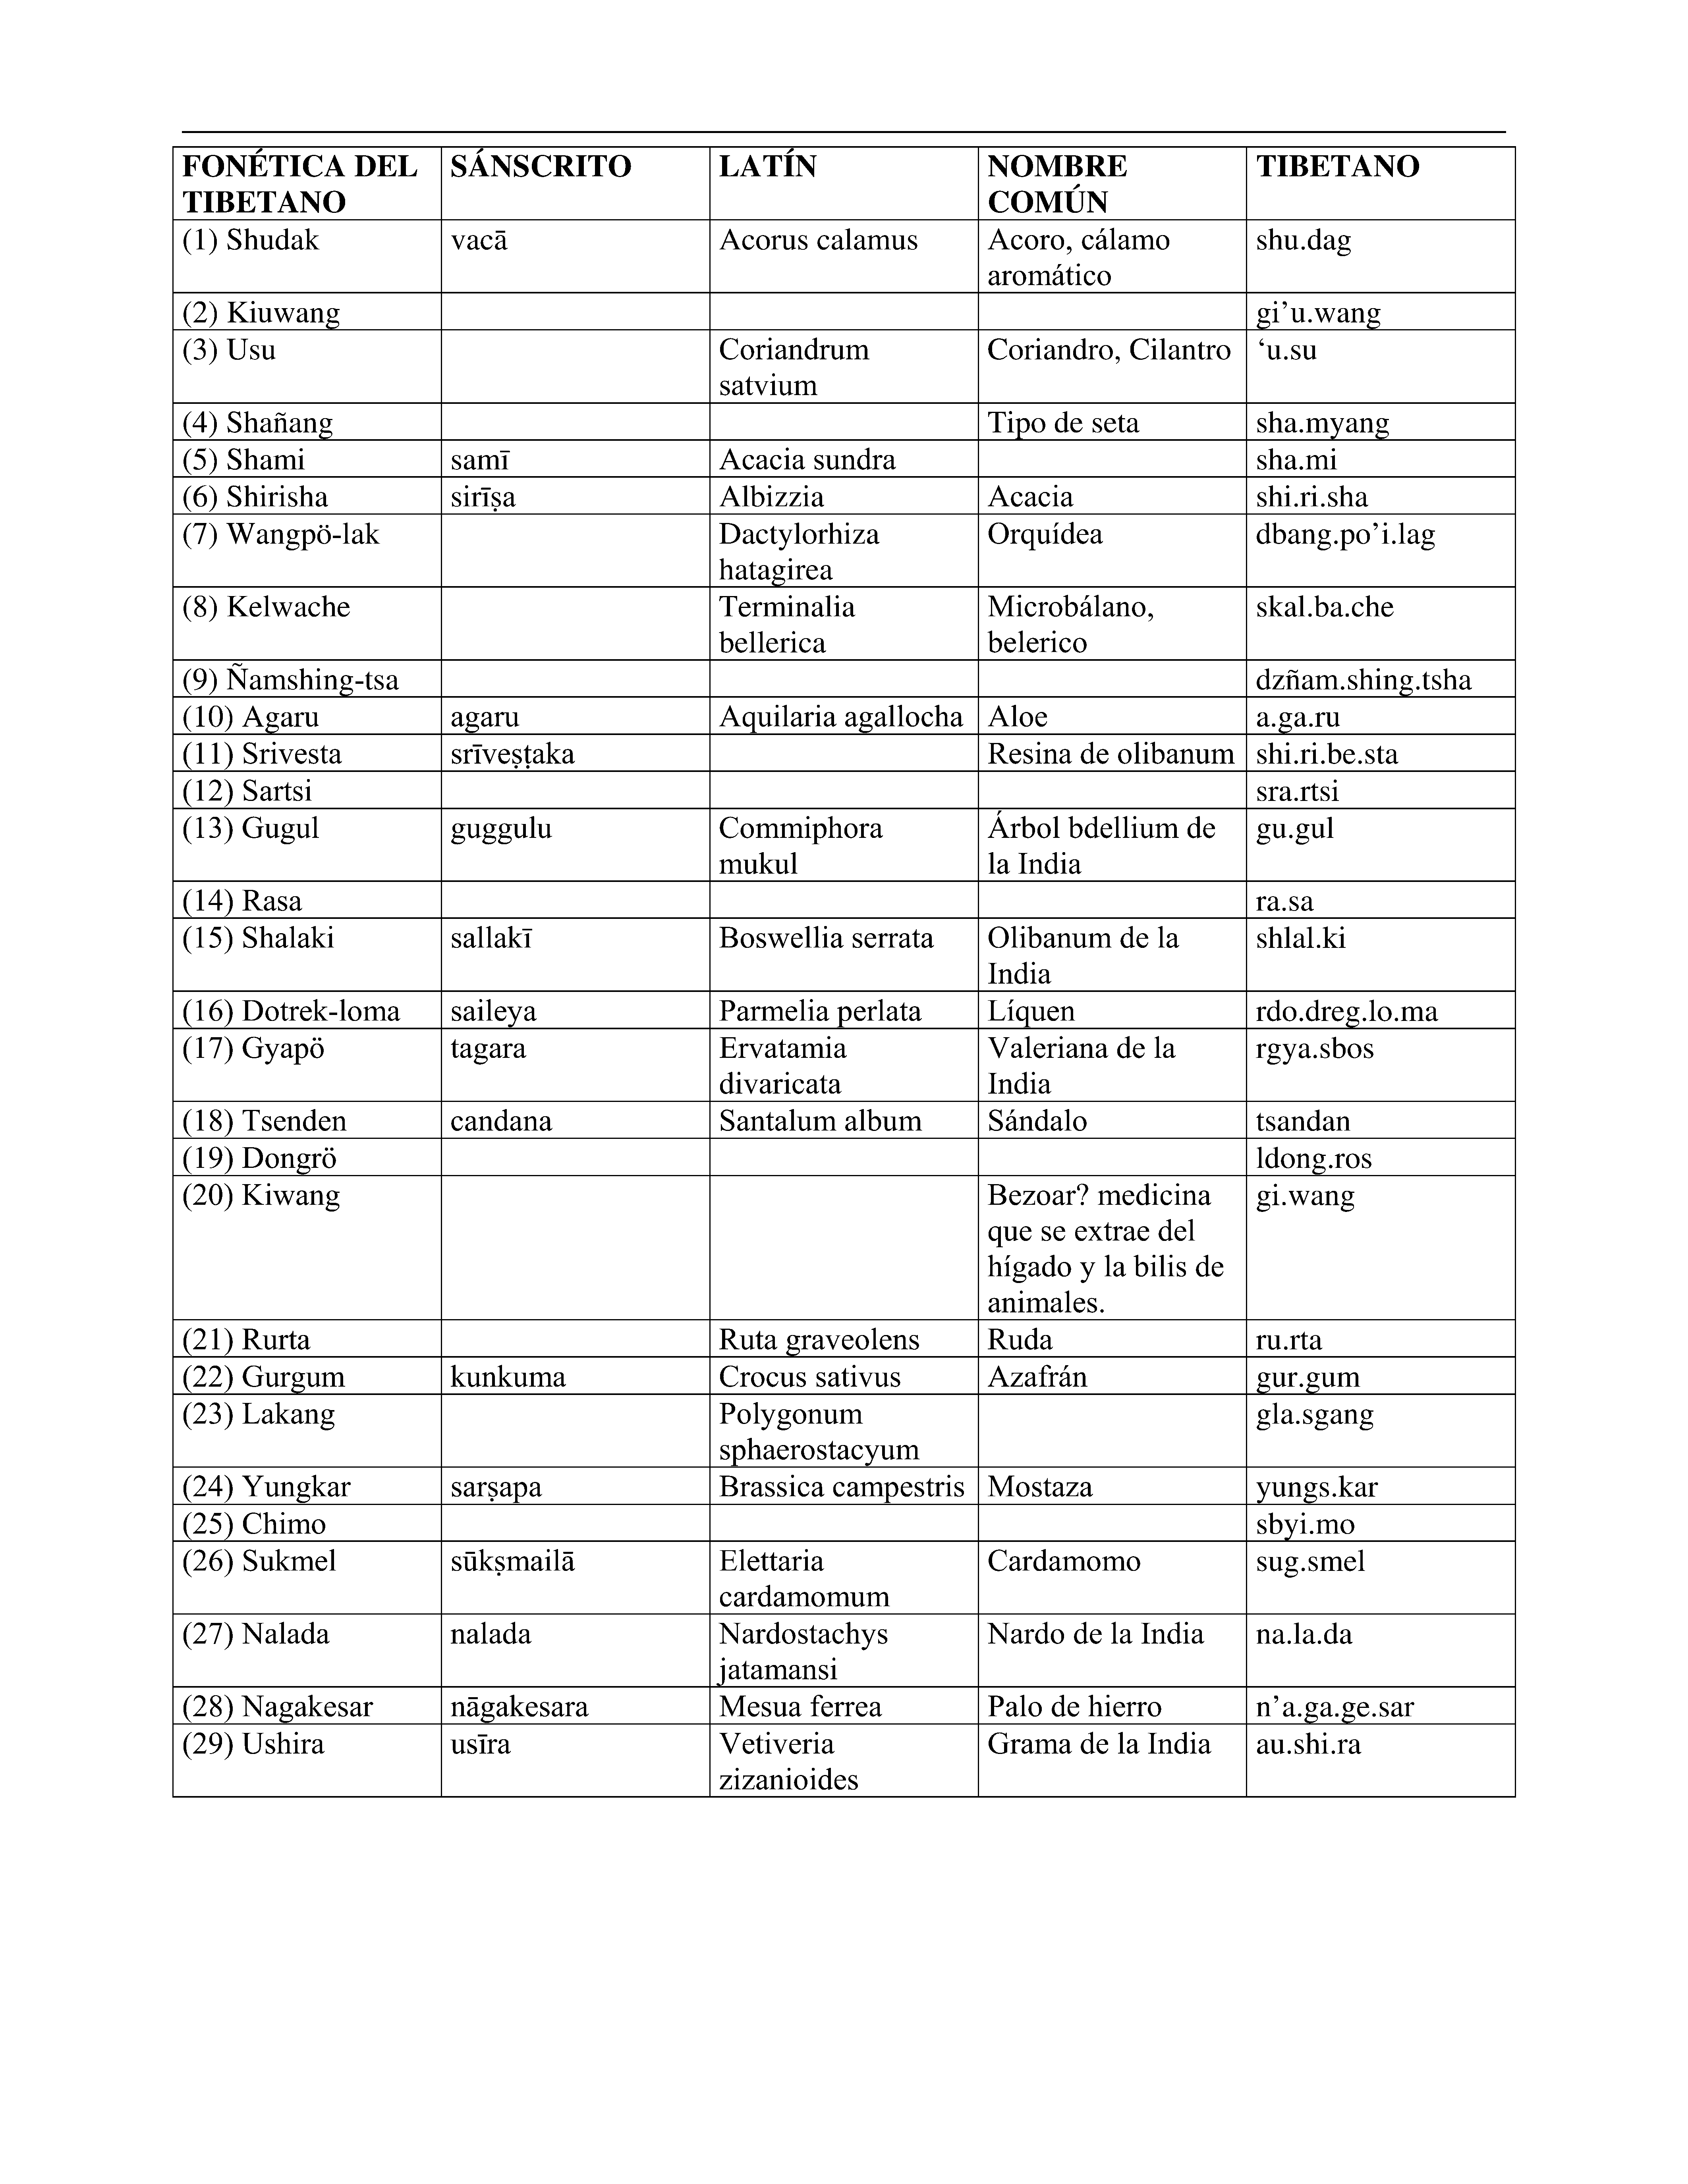 FONÉTICA DEL TIBETANO SÁNSCRITO LATÍN NOMBRE COMÚN TIBETANO
(1) Shudak vacā Acorus calamus Acoro, cálamo aromático shu.dag
(2) Kiuwang gi’u.wang
(3) Usu Coriandrum satvium Coriandro, Cilantro ‘u.su
(4) Shañang Tipo de seta sha.myang
(5) Shami samī Acacia sundra sha.mi
(6) Shirisha sirīṣa Albizzia Acacia shi.ri.sha
(7) Wangpö-lak Dactylorhiza hatagirea Orquídea dbang.po’i.lag
(8) Kelwache Terminalia bellerica Microbálano, belerico skal.ba.che
(9) Ñamshing-tsa dzñam.shing.tsha
(10) Agaru agaru Aquilaria agallocha Aloe a.ga.ru
(11) Srivesta srīveṣṭaka Resina de olibanum shi.ri.be.sta
(12) Sartsi sra.rtsi
(13) Gugul guggulu Commiphora mukul Árbol bdellium de la India gu.gul
(14) Rasa ra.sa
(15) Shalaki sallakī Boswellia serrata Olibanum de la India shlal.ki
(16) Dotrek-loma saileya Parmelia perlata Líquen rdo.dreg.lo.ma
(17) Gyapö tagara Ervatamia divaricata Valeriana de la India rgya.sbos
(18) Tsenden candana Santalum album Sándalo tsandan
(19) Dongrö ldong.ros
(20) Kiwang Bezoar? medicina que se extrae del hígado y la bilis de animales. gi.wang
(21) Rurta Ruta graveolens Ruda ru.rta
(22) Gurgum kunkuma Crocus sativus Azafrán gur.gum
(23) Lakang Polygonum sphaerostacyum gla.sgang
(24) Yungkar sarṣapa Brassica campestris Mostaza yungs.kar
(25) Chimo sbyi.mo
(26) Sukmel sūkṣmailā Elettaria cardamomum Cardamomo sug.smel
(27) Nalada nalada Nardostachys jatamansi Nardo de la India na.la.da
(28) Nagakesar nāgakesara Mesua ferrea Palo de hierro n’a.ga.ge.sar
(29) Ushira usīra Vetiveria zizanioides Grama de la India au.shi.ra